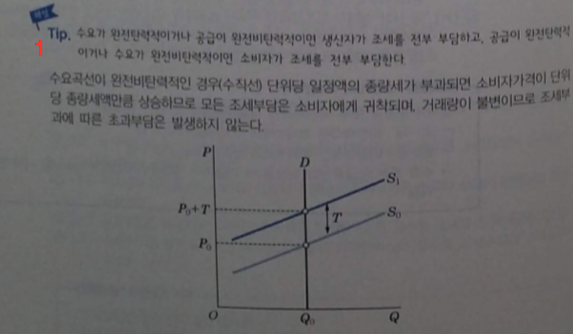 해설
1
Tip. 수요가 완전탄력적이거나 공급이 완전비탄력적이면 생산자가 조세를 전부 부담하고, 공급이 완전탄력적
이거나 수요가 완전비탄력적이면 소비자가 조세를 전부 부담한다.
수요곡선이 완전비탄력적인 경우(수직선) 단위당 일정액의 종량세가 부과되면 소비자가격이 단위
당 종량세액만큼 상승하므로 모든 조세부담은 소비자에게 귀착되며, 거래량이 불변이므로 조세부
과에 따른 초과부담은 발생하지 않는다.
P
D
S₁
P₀+T
T
S₀
P₀
O
Q₀
Q